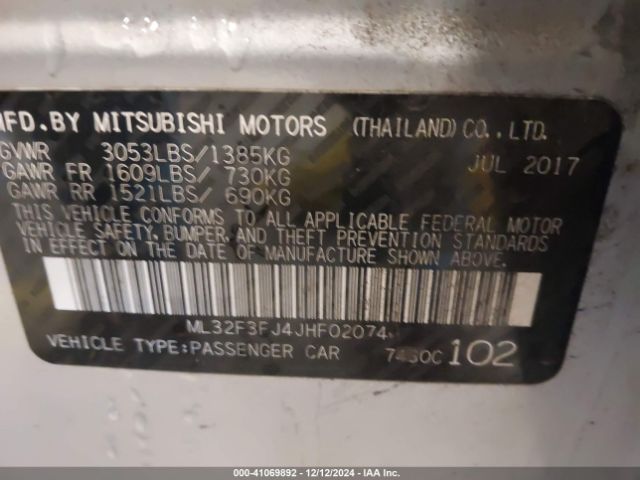 MFD.BY MITSUBISHI MOTORS (THAILAND)CO.,LTD.
GVWR 3053LBS/1385KG JUL 2017
GAWR FR 1609LBS/ 730KG
GAWR RR 1521LBS/ 690KG
THIS VEHICLE CONFORMS TO ALL APPLICABLE FEDERAL MOTOR
VEHICLE SAFETY, BUMPER, AND THEFT PREVENTION STANDARDS
IN EFFECT ON THE DATE OF MANUFACTURE SHOWN ABOVE.
ML32F3FJ4JHF02074
VEHICLE TYPE:PASSENGER CAR 102
000-41069892 - 12/12/2024 - IAA Inc.